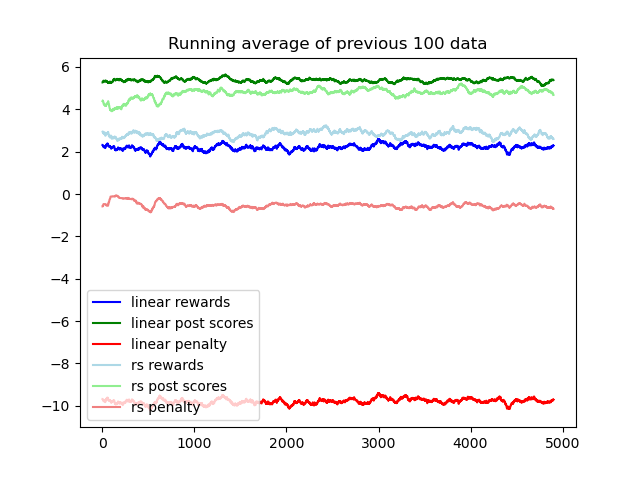 Running average of previous 100 data
6
4
2
0
−2
−4
−6
−8
−10
linear rewards
linear post scores
linear penalty
rs rewards
rs post scores
rs penalty
0 1000 2000 3000 4000 5000